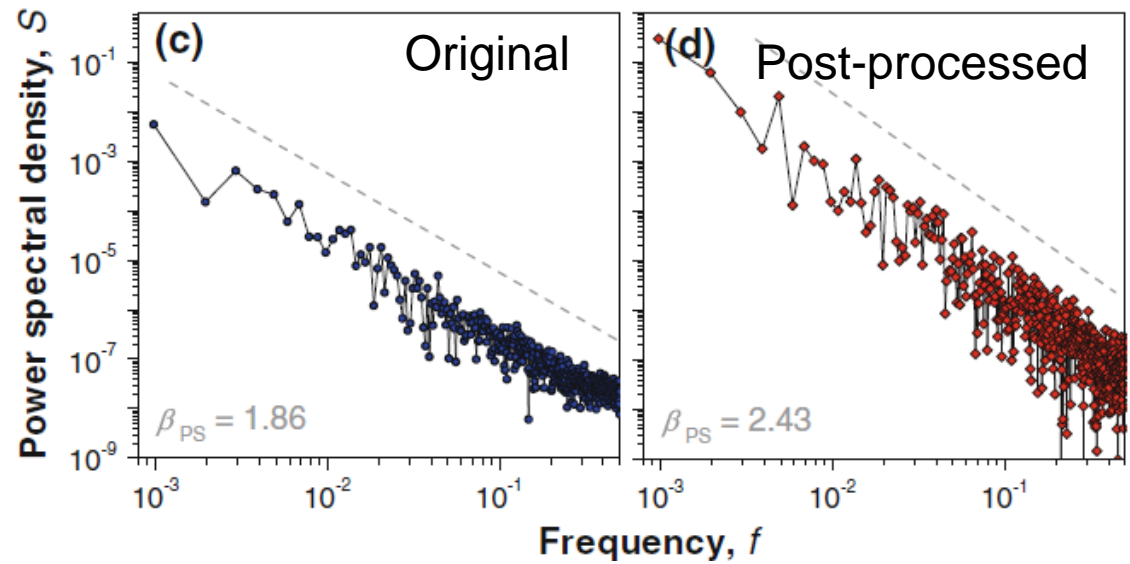 Power spectral density, S
(c)
Original
10^-1
10^-3
10^-5
10^-7
10^-9
β_PS = 1.86
10^-3
10^-2
10^-1
(d)
Post-processed
β_PS = 2.43
10^-3
10^-2
10^-1
Frequency, f